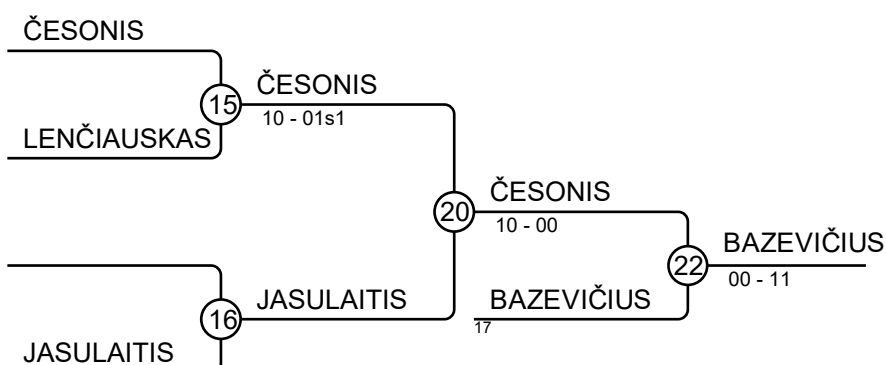 ČESONIS
15
ČESONIS
10 - 01s1
LENČIAUSKAS
20
ČESONIS
10 - 00
22
BAZEVIČIUS
00 - 11
16
JASULAITIS
BAZEVIČIUS
17
JASULAITIS